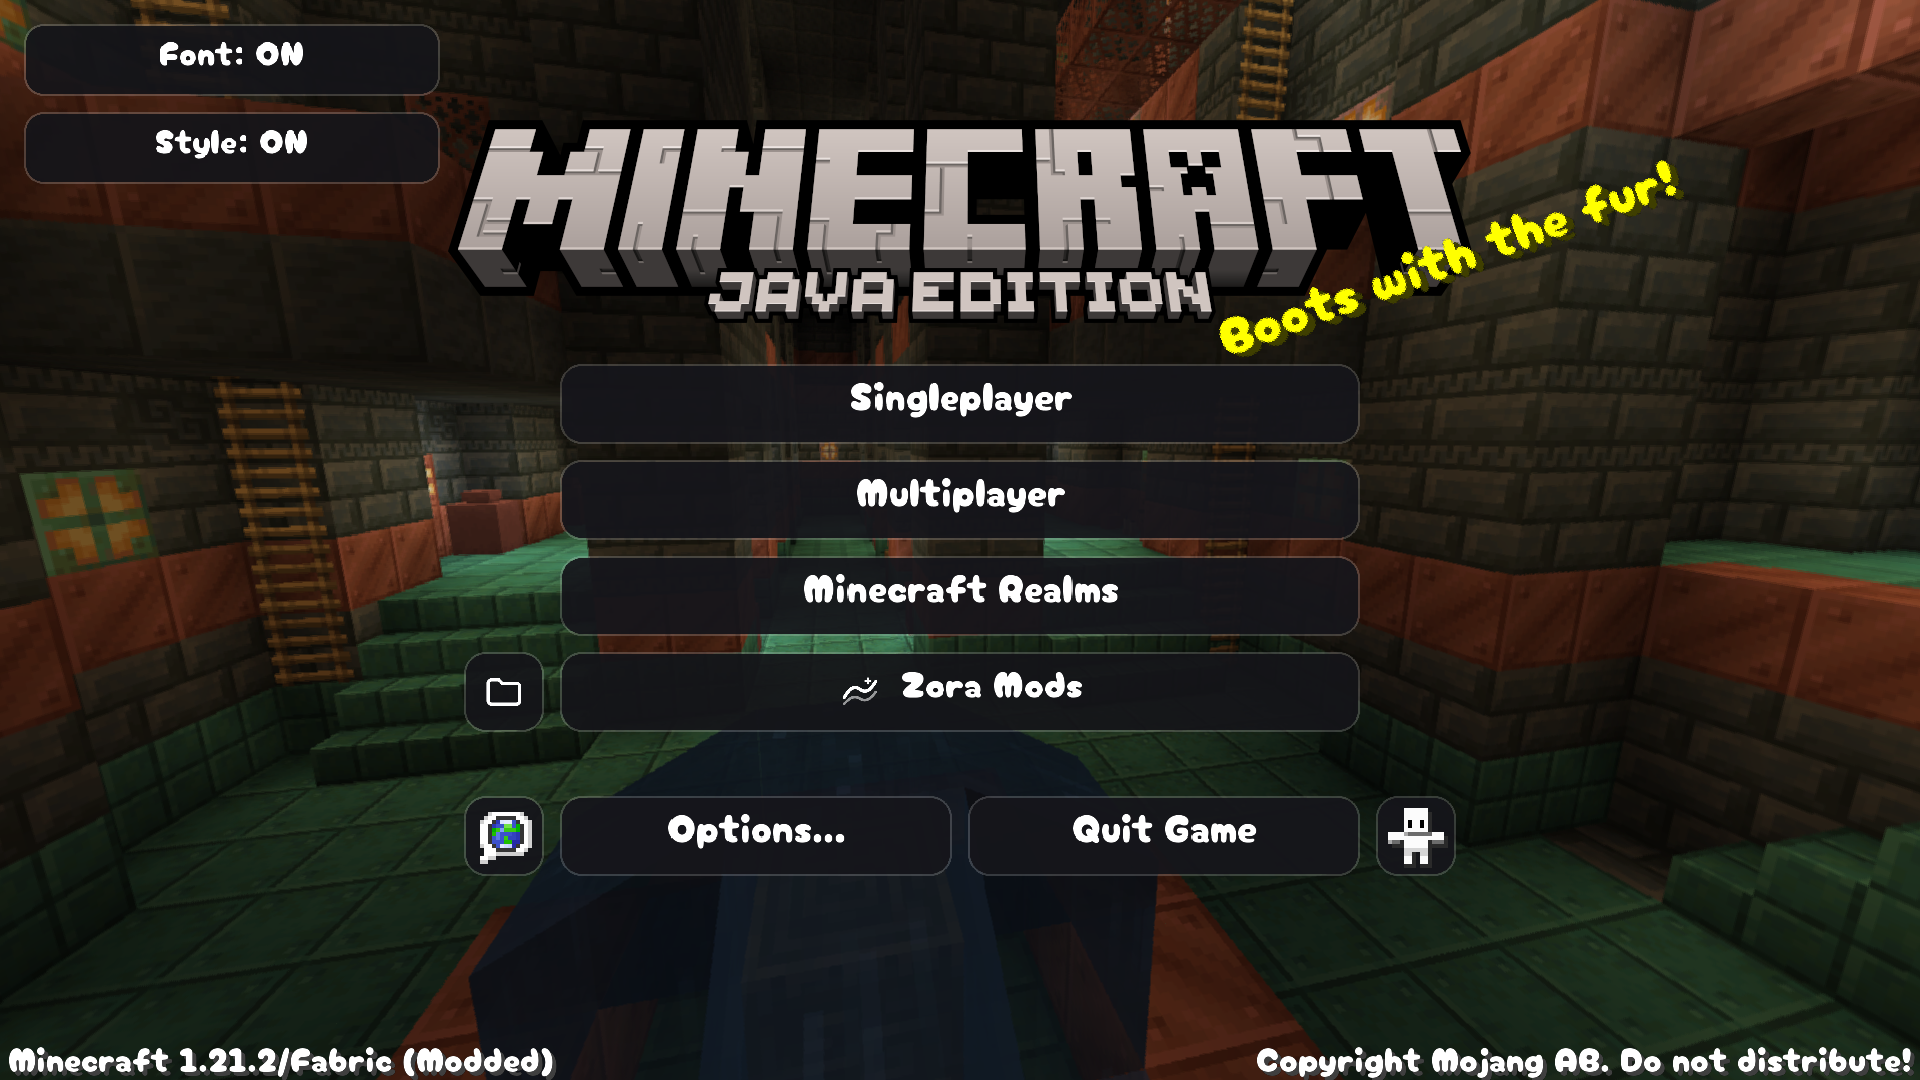 Font: ON
Style: ON
MINECRAFT
JAVA EDITION
Boots with the fur!
Singleplayer
Multiplayer
Minecraft Realms
Zora Mods
Options...
Quit Game
Minecraft 1.21.2/Fabric (Modded)
Copyright Mojang AB. Do not distribute!